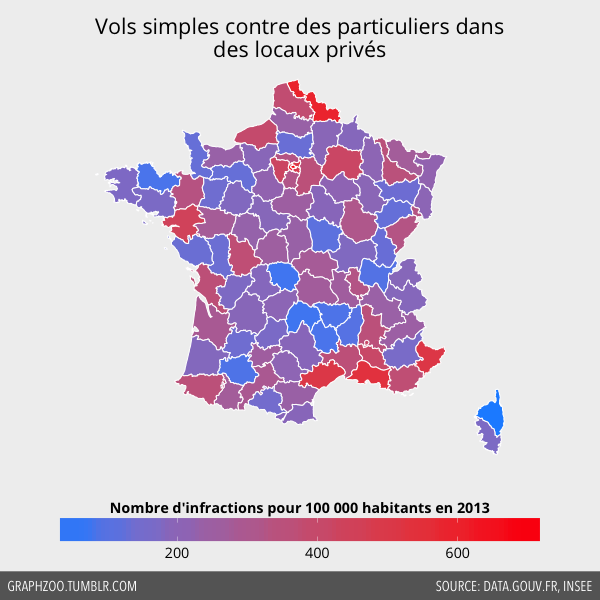 Vols simples contre des particuliers dans
des locaux privés
Nombre d'infractions pour 100 000 habitants en 2013
200 400 600
GRAPHZOO.TUMBLR.COM SOURCE: DATA.GOUV.FR, INSEE